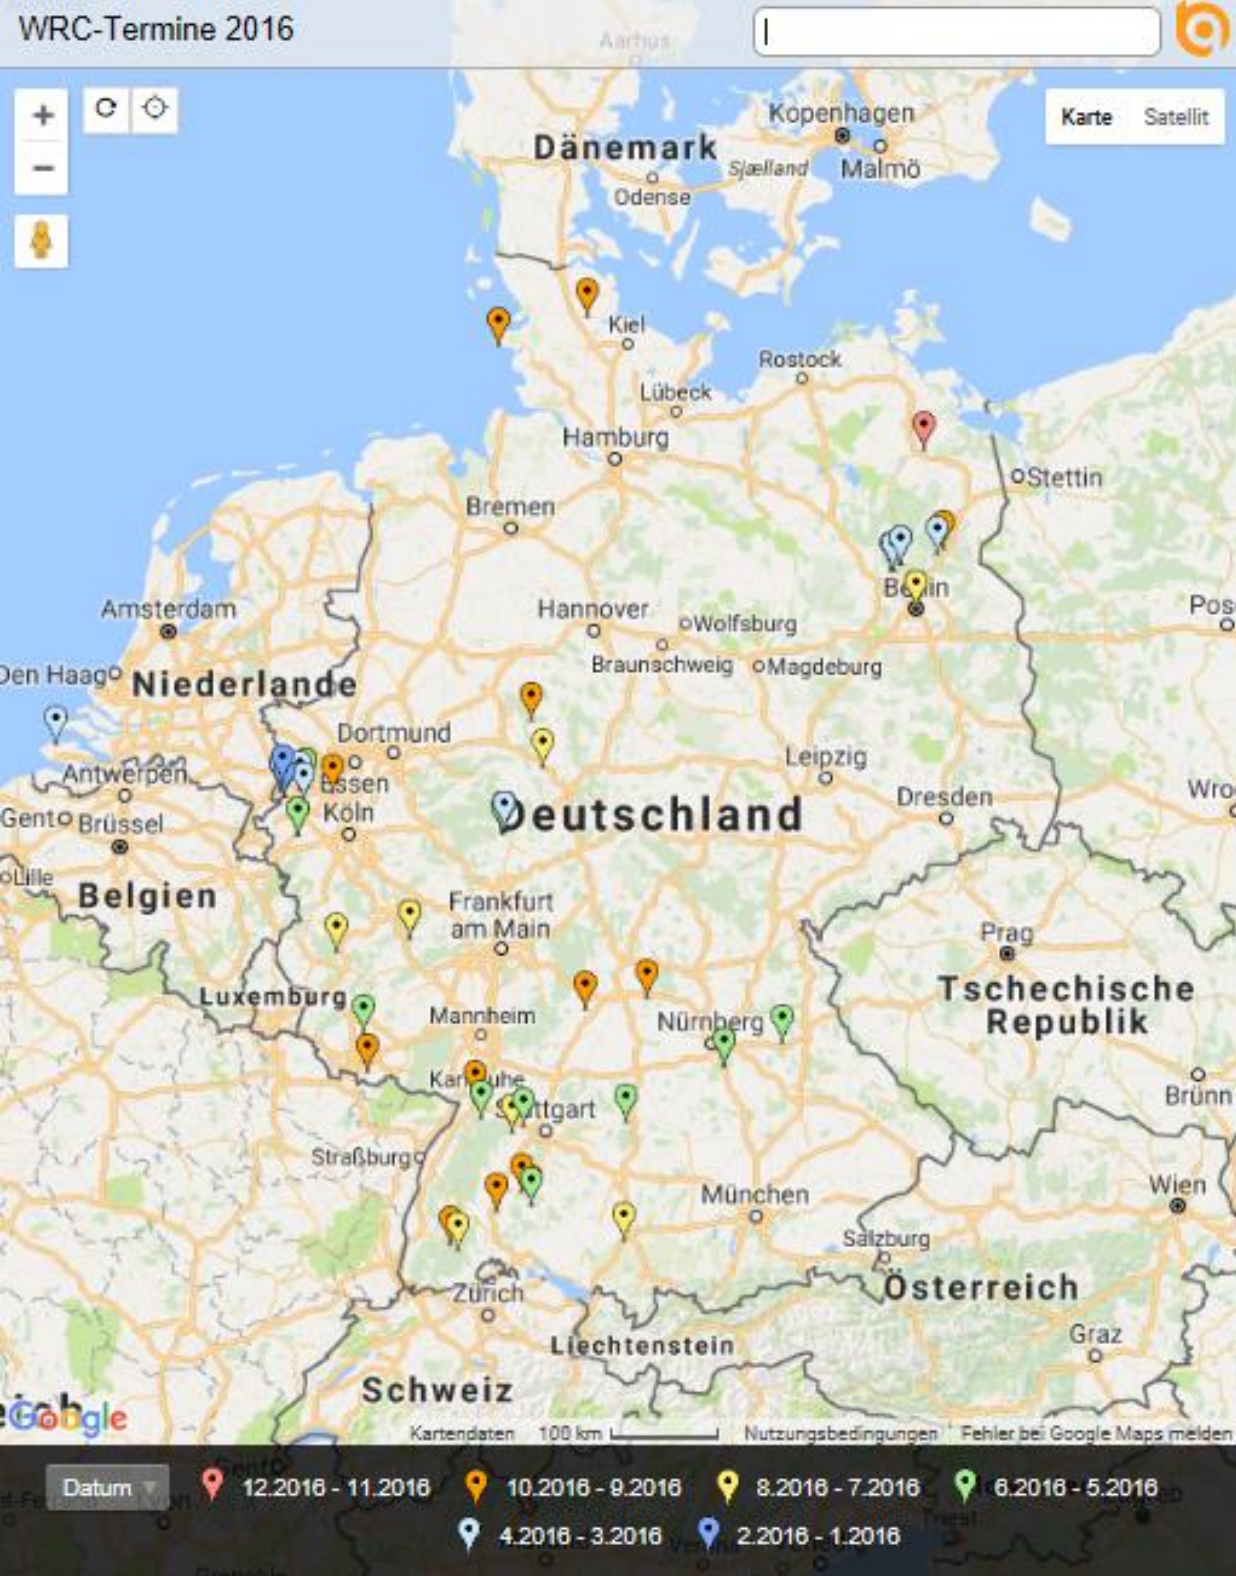 WRC-Termine 2016
Aarhus
Kopenhagen
Karte Satellit
Dänemark
Sjælland Malmö
Odense
Kiel
Rostock
Lübeck
Hamburg
Stettin
Bremen
Amsterdam
Hannover
Wolfsburg
Den Haag
Niederlande
Braunschweig Magdeburg
Dortmund
Leipzig
Antwerpen
Essen
Dresden
Gent Brüssel
Köln
Deutschland
Lille
Belgien
Frankfurt
am Main
Prag
Luxemburg
Mannheim
Nürnberg
Tschechische
Republik
Brünn
Straßburg
München
Wien
Salzburg
Zürich
Österreich
Liechtenstein
Graz
Schweiz
Google
Kartendaten 100 km Nutzungsbedingungen Fehler bei Google Maps melden
Datum 12.2016 - 11.2016 10.2016 - 9.2016 8.2016 - 7.2016 6.2016 - 5.2016
4.2016 - 3.2016 2.2016 - 1.2016